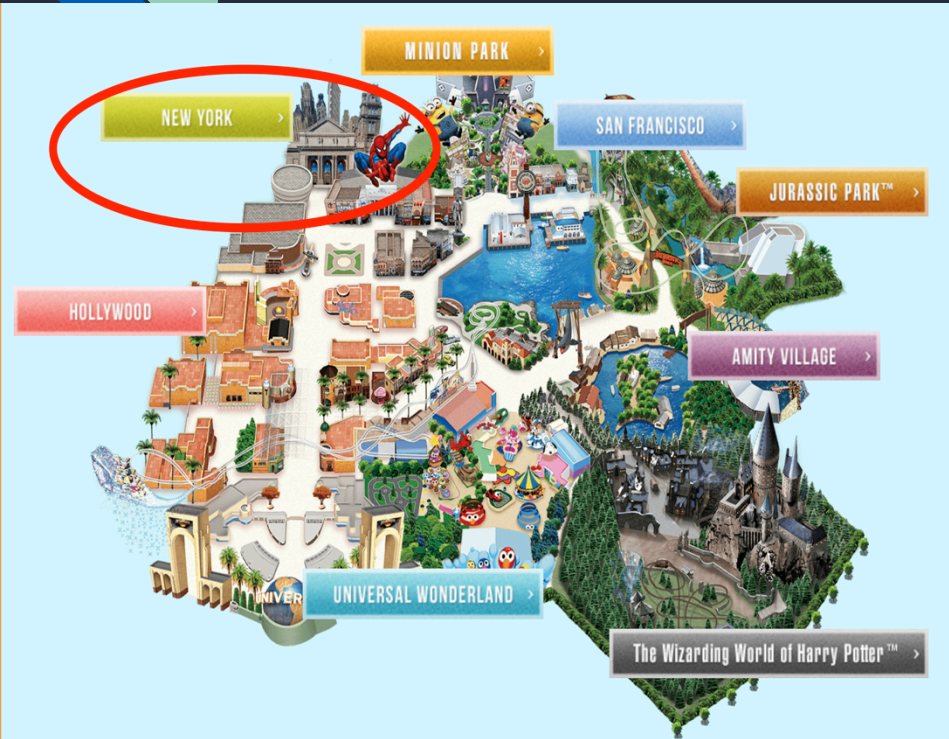 MINION PARK
NEW YORK
SAN FRANCISCO
JURASSIC PARK™
HOLLYWOOD
AMITY VILLAGE
UNIVERSAL WONDERLAND
UNIVER
The Wizarding World of Harry Potter™